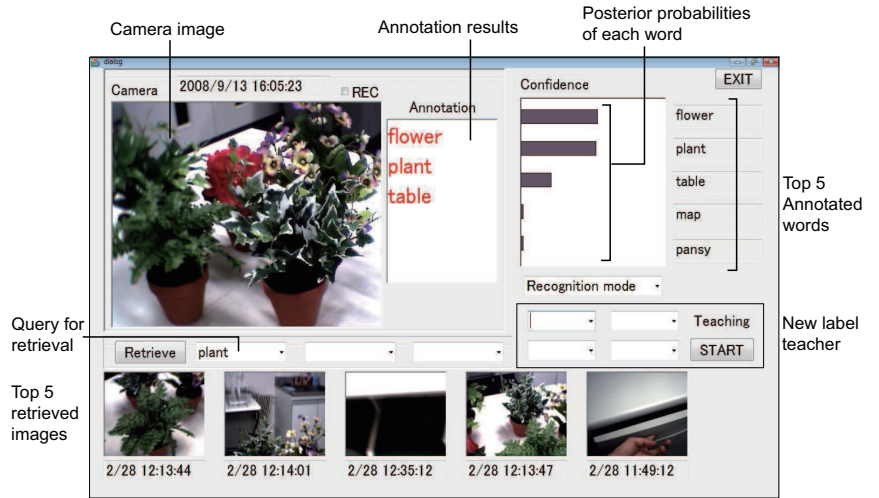 Camera image
Annotation results
Posterior probabilities
of each word
dialog
EXIT
Camera
2008/9/13 16:05:23
REC
Annotation
flower
plant
table
Confidence
flower
plant
table
map
pansy
Top 5
Annotated
words
Recognition mode
Teaching
START
New label
teacher
Query for
retrieval
Retrieve
plant
Top 5
retrieved
images
2/28 12:13:44
2/28 12:14:01
2/28 12:35:12
2/28 12:13:47
2/28 11:49:12